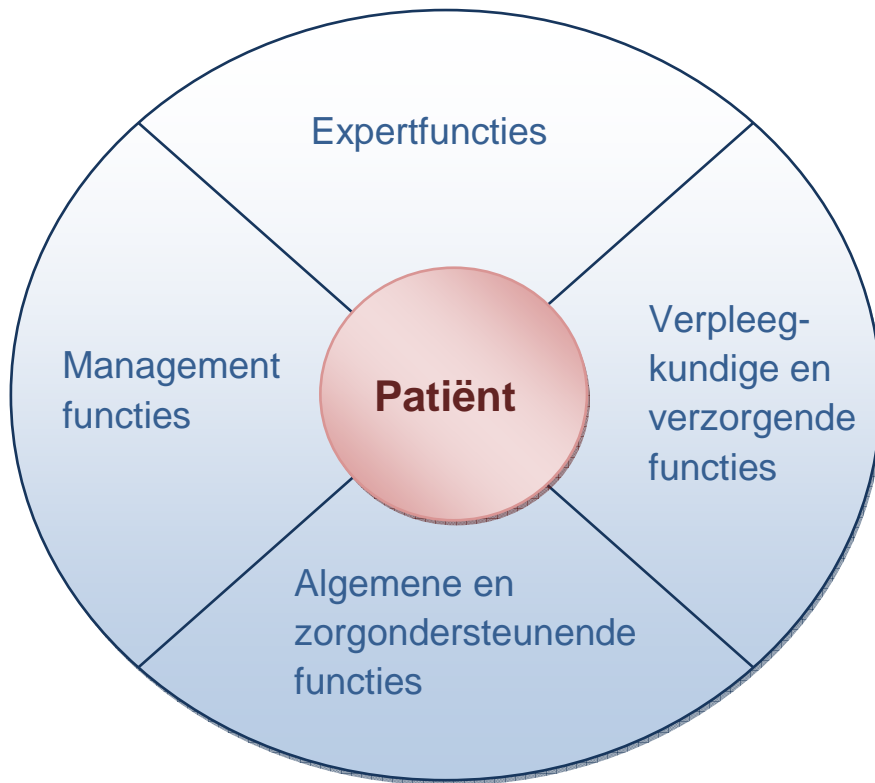 Expertfuncties
Management
functies
Patiënt
Verpleeg-
kundige en
verzorgende
functies
Algemene en
zorgondersteunende
functies